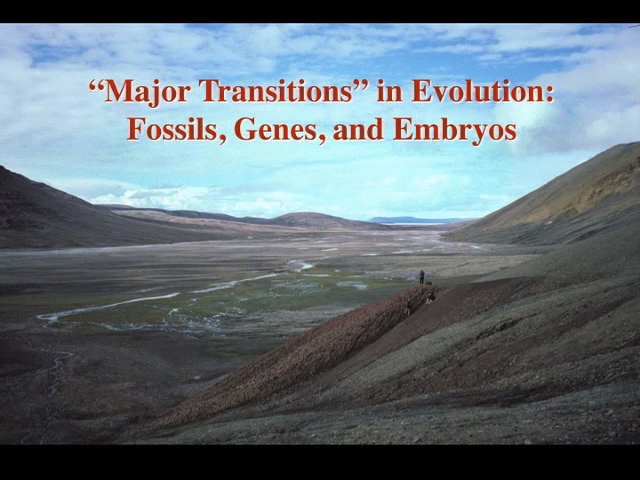 “Major Transitions” in Evolution:
Fossils, Genes, and Embryos